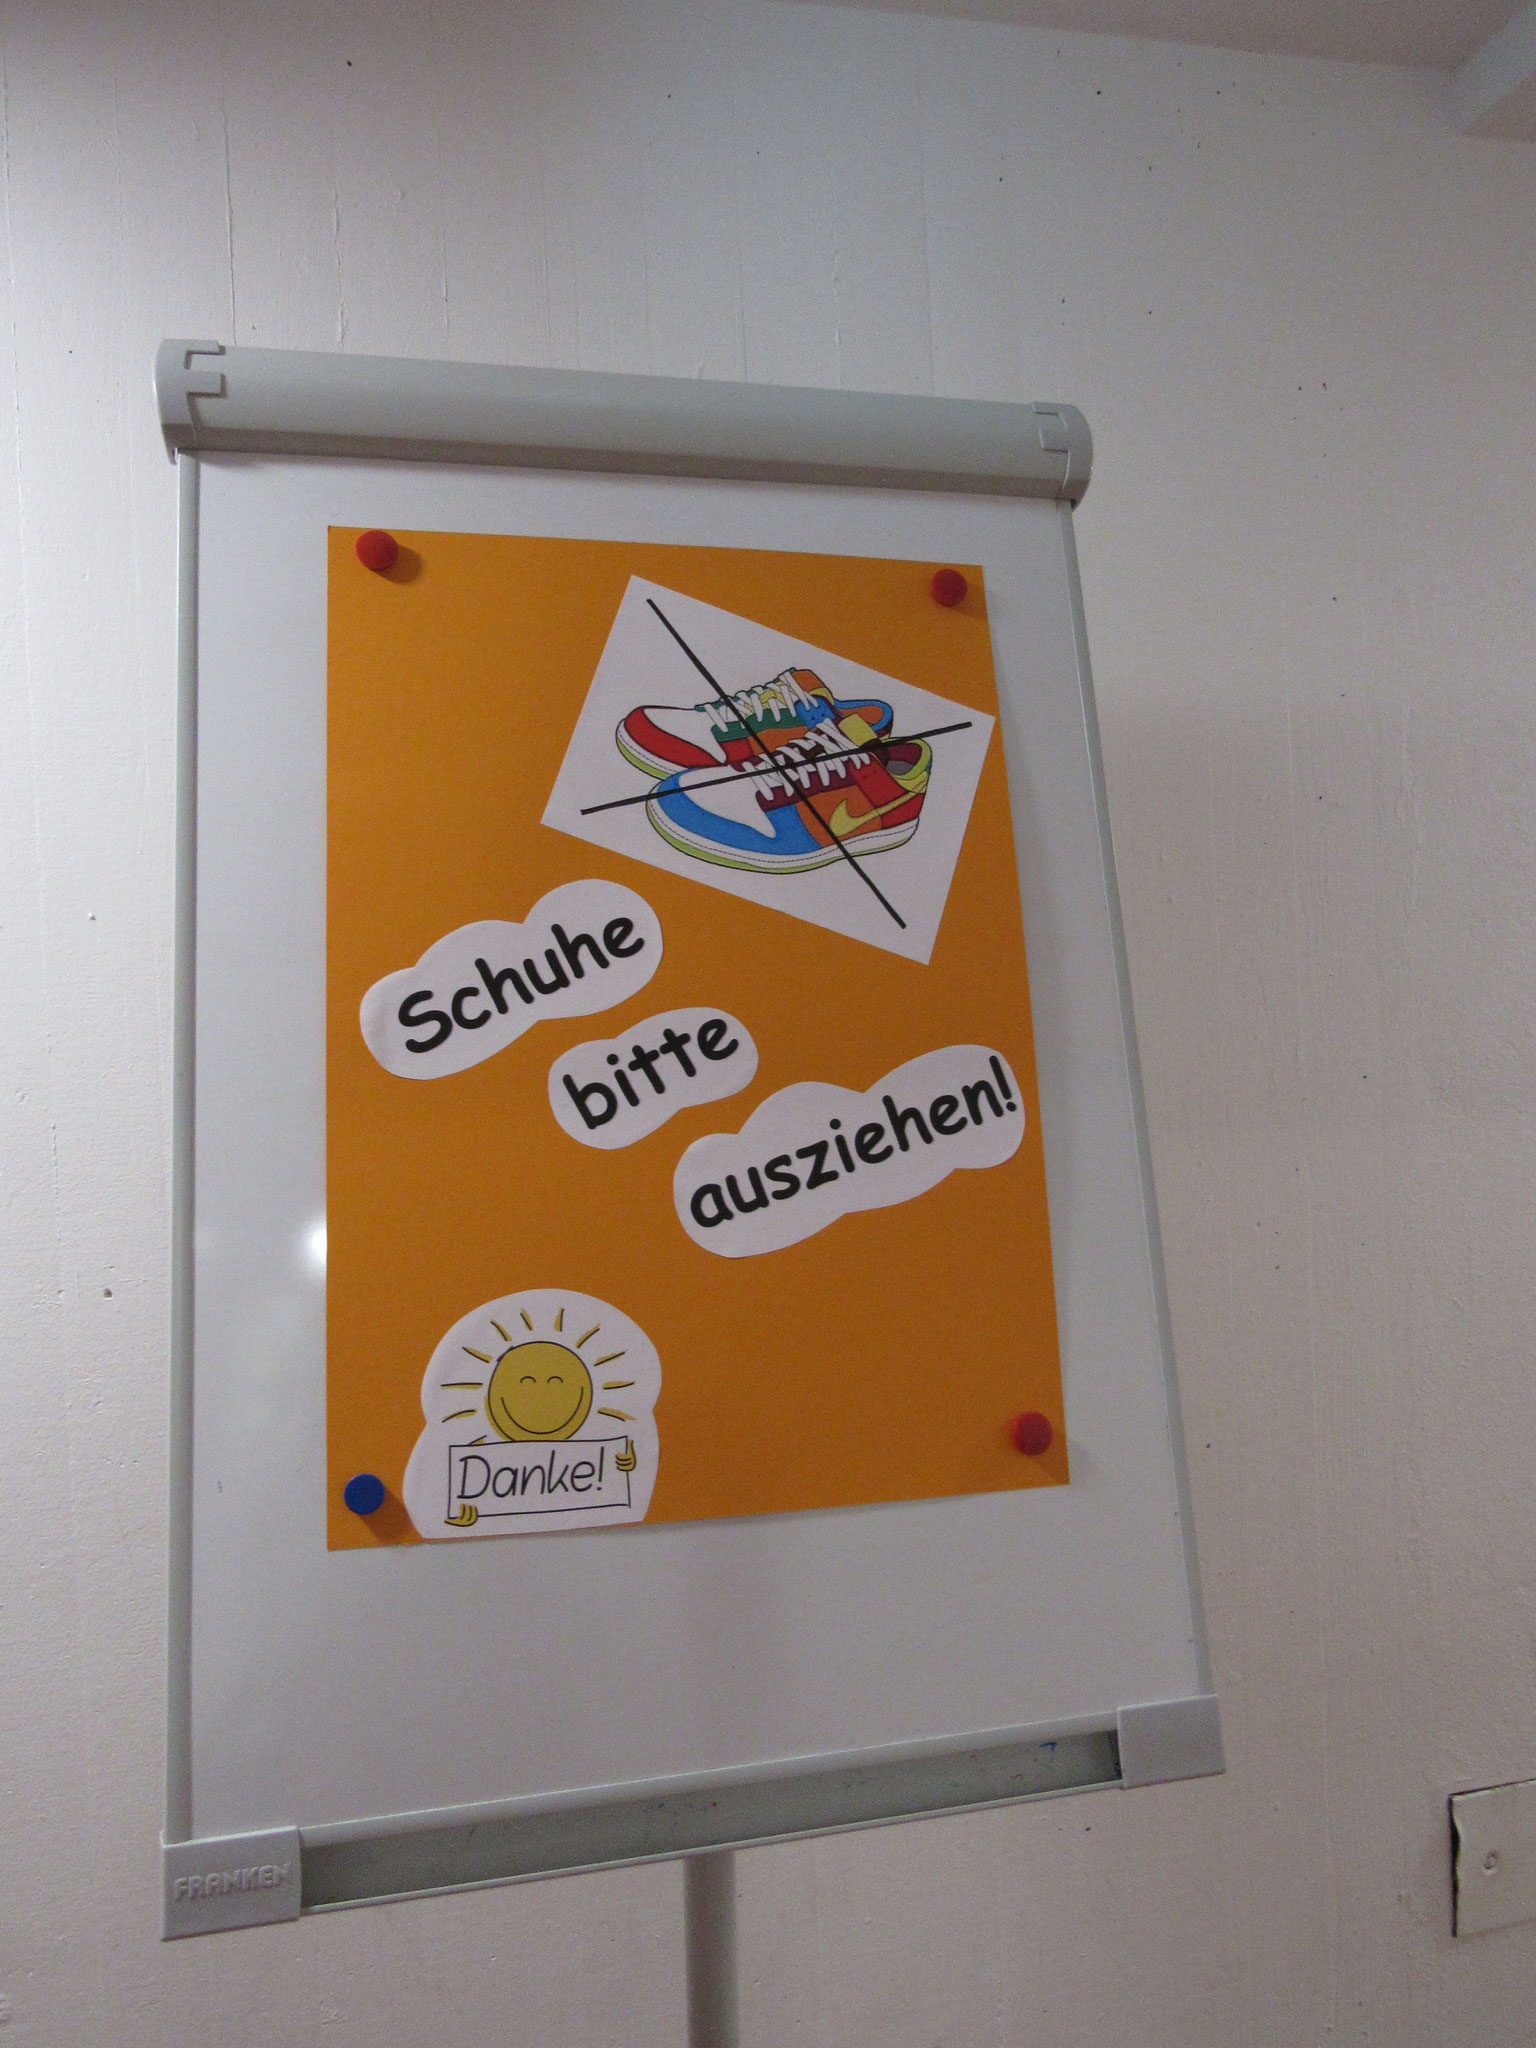 Schuhe
bitte
ausziehen!
Danke!
FRANKEN